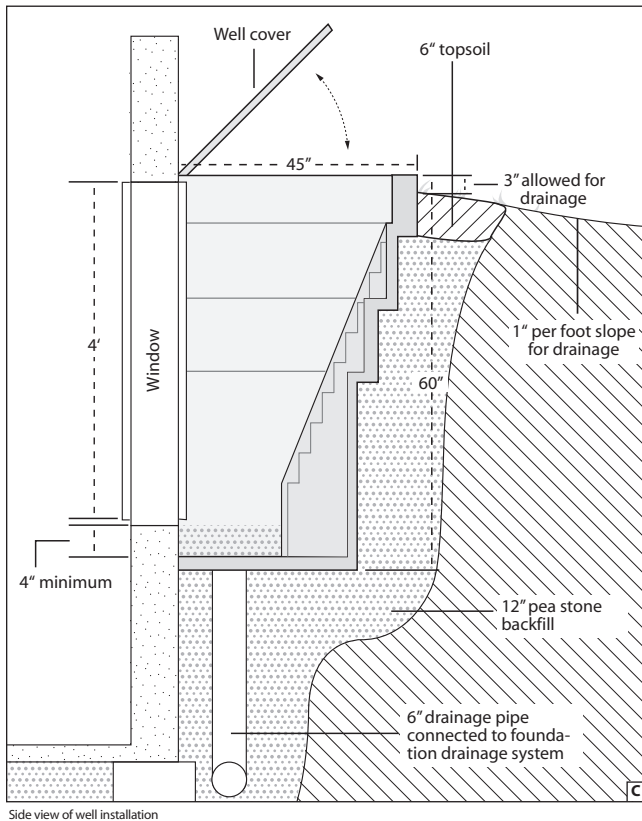 Well cover
6“ topsoil
45”
3” allowed for
drainage
4‘
Window
1“ per foot slope
for drainage
60”
4“ minimum
12” pea stone
backfill
6” drainage pipe
connected to founda-
tion drainage system
C
Side view of well installation